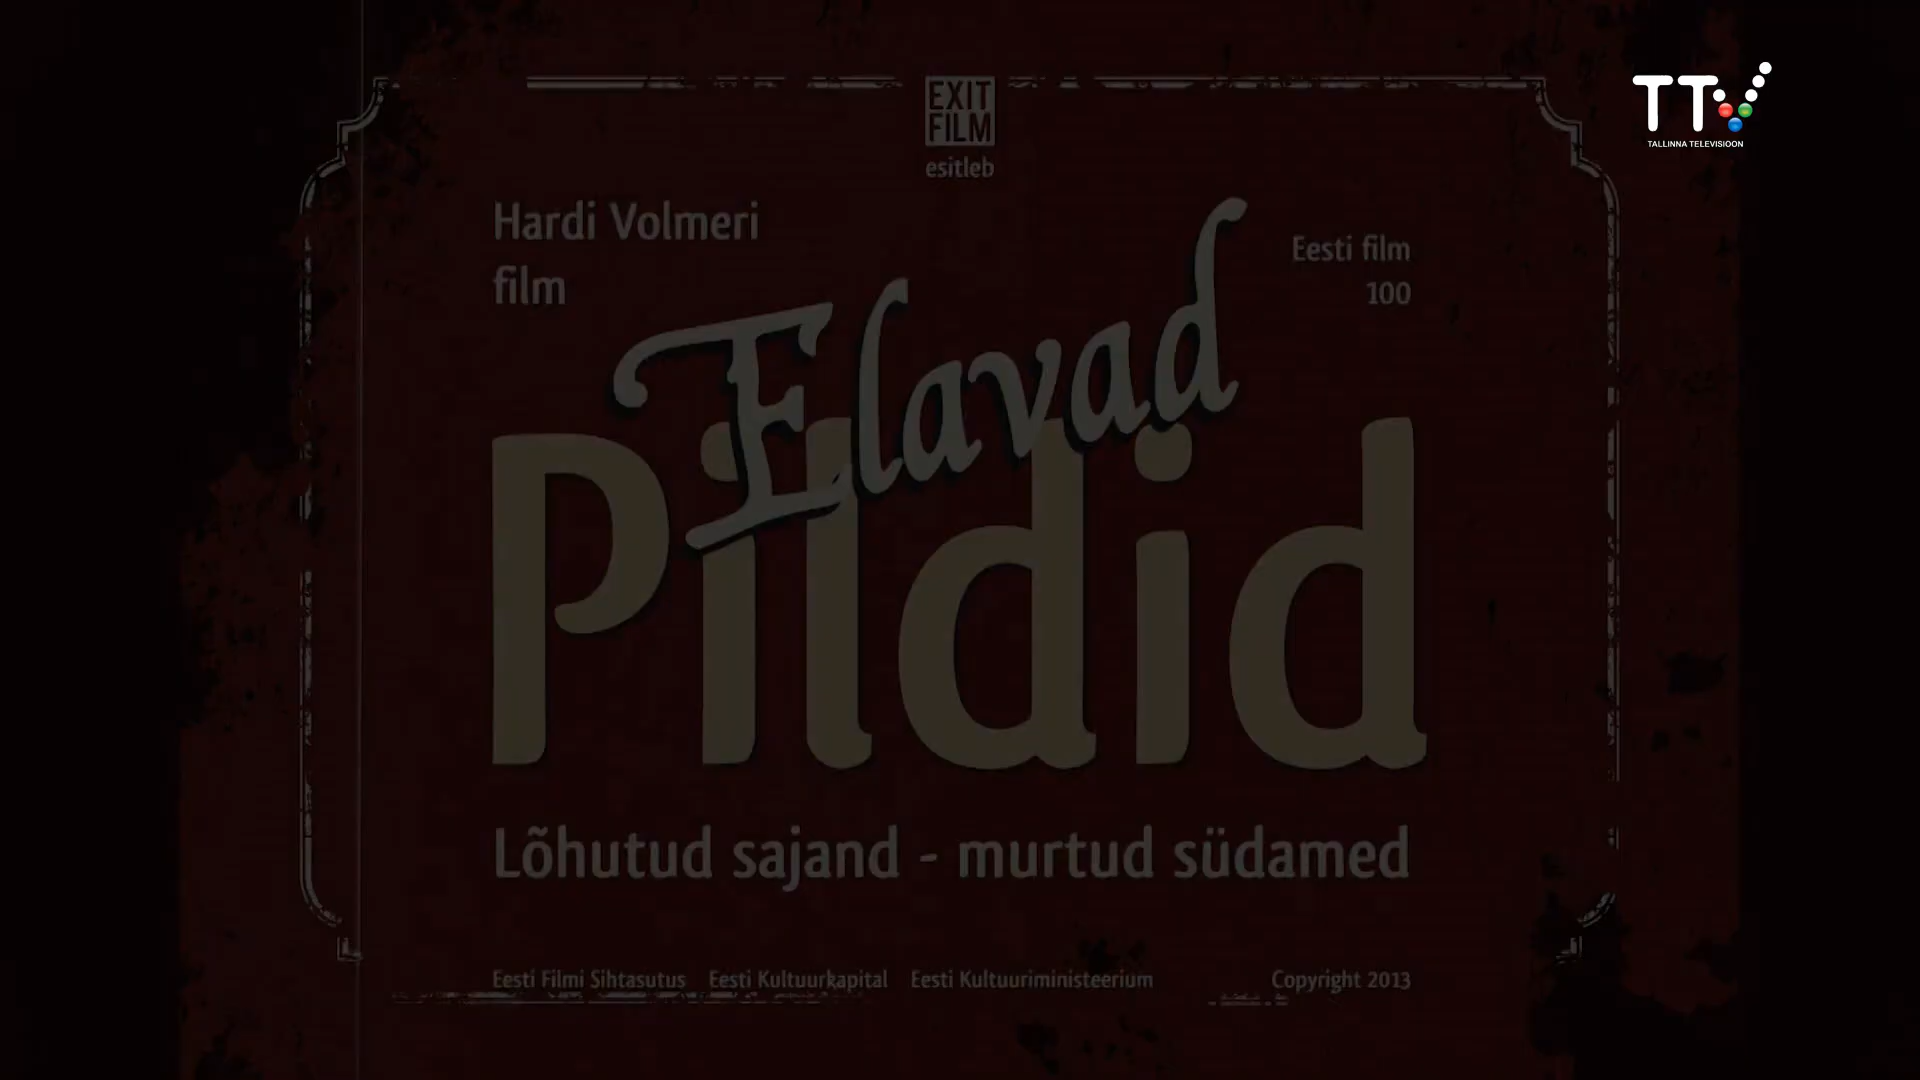 EXIT
FILM
esitleb
TTV
TALLINNA TELEVISIOON
Hardi Volmeri
film
Eesti film
100
Elavad
Pildid
Lõhutud sajand - murtud südamed
Eesti Filmi Sihtasutus Eesti Kultuurkapital Eesti Kultuuriministeerium Copyright 2013